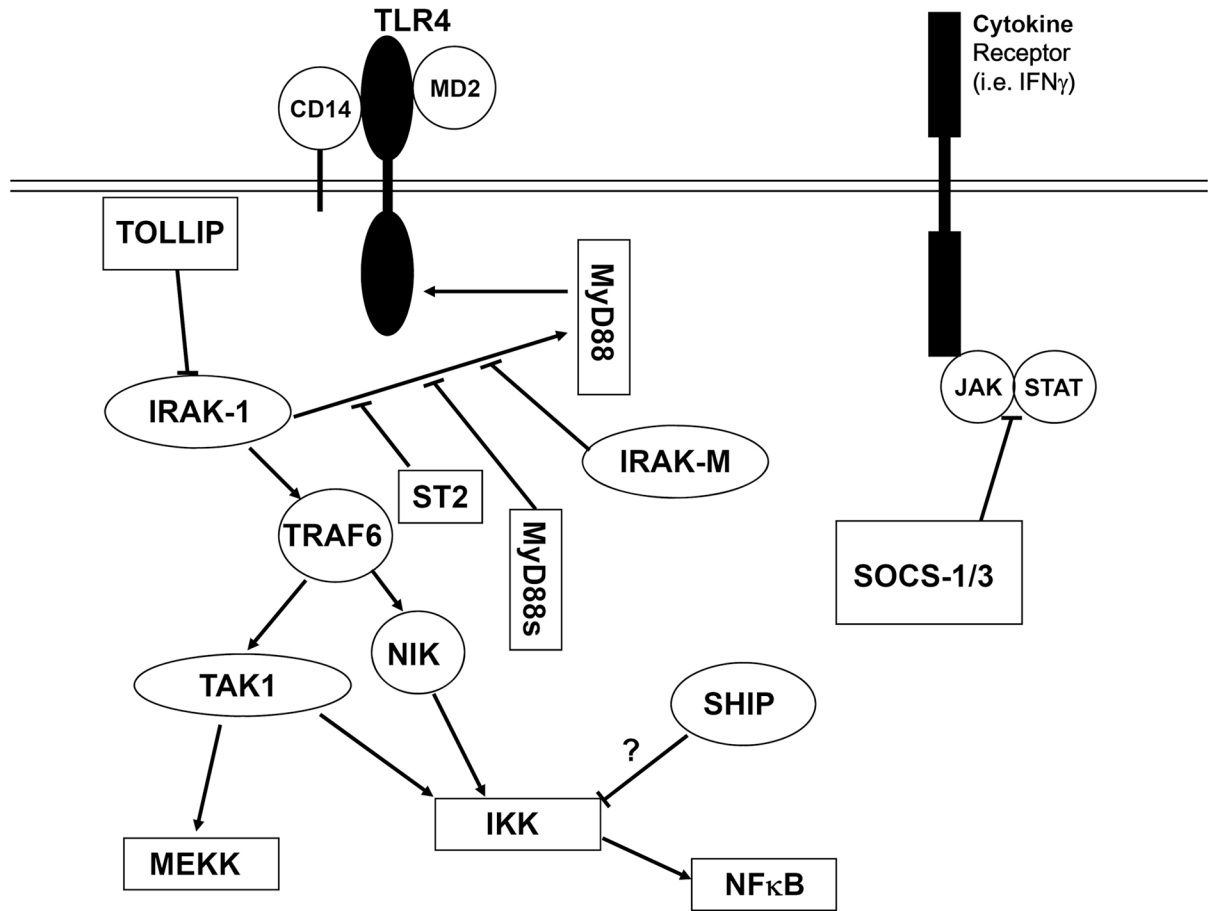 TLR4
Cytokine
Receptor
(i.e. IFNγ)
CD14
MD2
TOLLIP
MyD88
JAK
STAT
IRAK-1
IRAK-M
ST2
MyD88s
TRAF6
SOCS-1/3
NIK
TAK1
SHIP
?
IKK
MEKK
NFκB